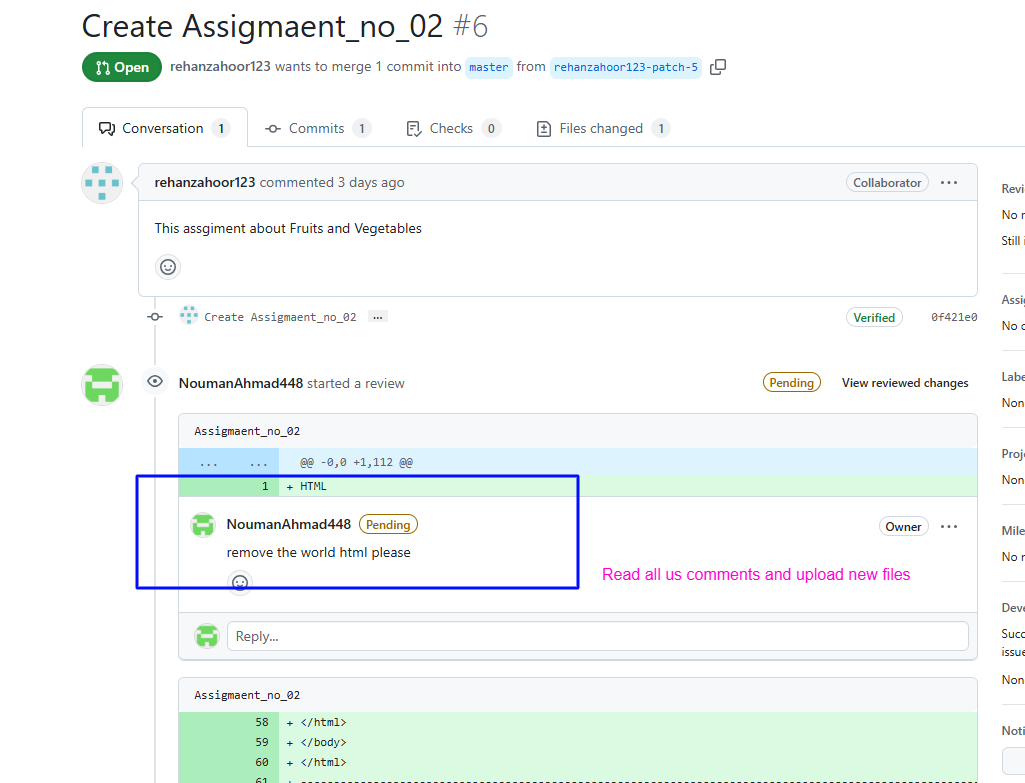 Create Assigmaent_no_02 #6
Open rehanzahoor123 wants to merge 1 commit into master from rehanzahoor123-patch-5
Conversation 1 Commits 1 Checks 0 Files changed 1
rehanzahoor123 commented 3 days ago Collaborator ...
This assgiment about Fruits and Vegetables
Create Assigmaent_no_02 ... Verified 0f421e0
NoumanAhmad448 started a review Pending View reviewed changes
Assigmaent_no_02
... ... @@ -0,0 +1,112 @@
1 + HTML
NoumanAhmad448 Pending Owner ...
remove the world html please
Read all us comments and upload new files
Reply...
Assigmaent_no_02
58 + </html>
59 + </body>
60 + </html>
61 +
Revi
No r
Still i
Assig
No o
Labe
Non
Proje
Non
Mile
No r
Deve
Succ
issue
Non
Noti